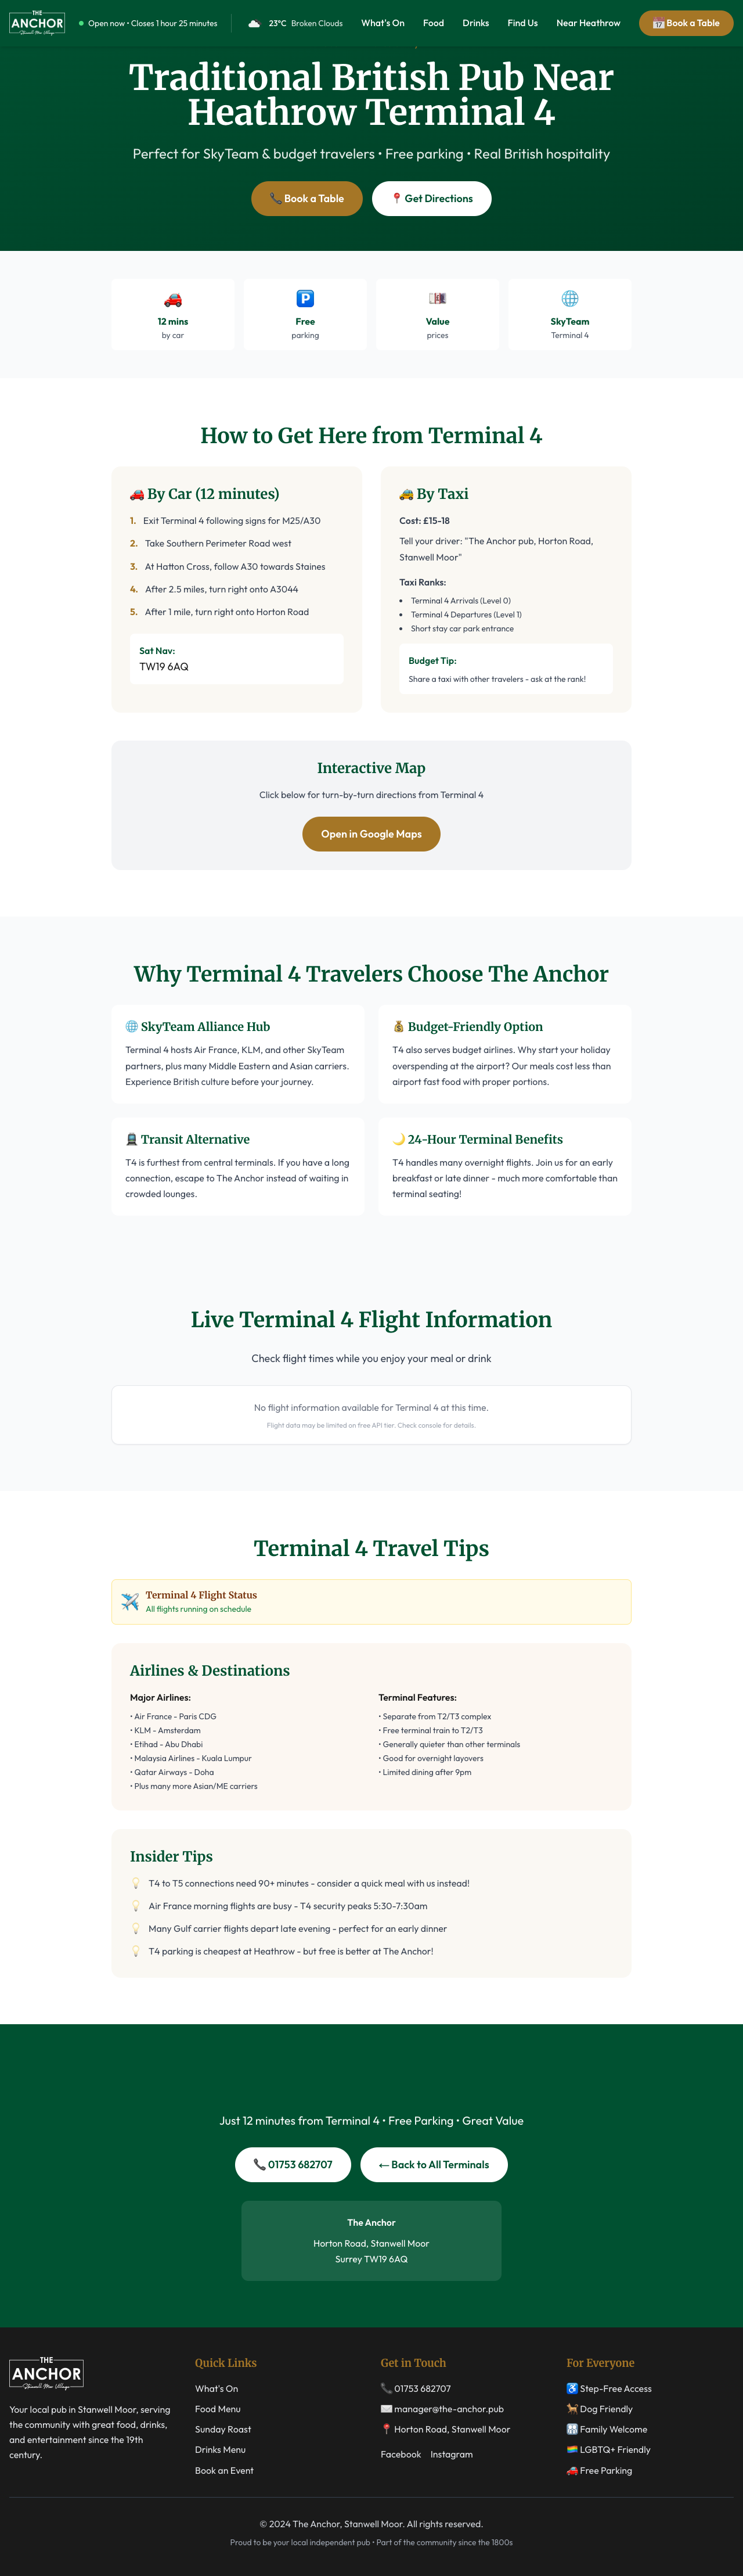 THE
ANCHOR
Stanwell Moor Village
Open now • Closes 1 hour 25 minutes
23°C Broken Clouds
What's On
Food
Drinks
Find Us
Near Heathrow
📅 Book a Table
Traditional British Pub Near
Heathrow Terminal 4
Perfect for SkyTeam & budget travelers • Free parking • Real British hospitality
📞 Book a Table
📍 Get Directions
12 mins
by car
Free
parking
Value
prices
SkyTeam
Terminal 4
How to Get Here from Terminal 4
🚗 By Car (12 minutes)
1. Exit Terminal 4 following signs for M25/A30
2. Take Southern Perimeter Road west
3. At Hatton Cross, follow A30 towards Staines
4. After 2.5 miles, turn right onto A3044
5. After 1 mile, turn right onto Horton Road
Sat Nav:
TW19 6AQ
🚕 By Taxi
Cost: £15-18
Tell your driver: "The Anchor pub, Horton Road,
Stanwell Moor"
Taxi Ranks:
• Terminal 4 Arrivals (Level 0)
• Terminal 4 Departures (Level 1)
• Short stay car park entrance
Budget Tip:
Share a taxi with other travelers - ask at the rank!
Interactive Map
Click below for turn-by-turn directions from Terminal 4
Open in Google Maps
Why Terminal 4 Travelers Choose The Anchor
🌐 SkyTeam Alliance Hub
Terminal 4 hosts Air France, KLM, and other SkyTeam
partners, plus many Middle Eastern and Asian carriers.
Experience British culture before your journey.
💰 Budget-Friendly Option
T4 also serves budget airlines. Why start your holiday
overspending at the airport? Our meals cost less than
airport fast food with proper portions.
🚆 Transit Alternative
T4 is furthest from central terminals. If you have a long
connection, escape to The Anchor instead of waiting in
crowded lounges.
🌙 24-Hour Terminal Benefits
T4 handles many overnight flights. Join us for an early
breakfast or late dinner - much more comfortable than
terminal seating!
Live Terminal 4 Flight Information
Check flight times while you enjoy your meal or drink
No flight information available for Terminal 4 at this time.
Flight data may be limited on free API tier. Check console for details.
Terminal 4 Travel Tips
Terminal 4 Flight Status
All flights running on schedule
Airlines & Destinations
Major Airlines:
• Air France - Paris CDG
• KLM - Amsterdam
• Etihad - Abu Dhabi
• Malaysia Airlines - Kuala Lumpur
• Qatar Airways - Doha
• Plus many more Asian/ME carriers
Terminal Features:
• Separate from T2/T3 complex
• Free terminal train to T2/T3
• Generally quieter than other terminals
• Good for overnight layovers
• Limited dining after 9pm
Insider Tips
💡 T4 to T5 connections need 90+ minutes - consider a quick meal with us instead!
💡 Air France morning flights are busy - T4 security peaks 5:30-7:30am
💡 Many Gulf carrier flights depart late evening - perfect for an early dinner
💡 T4 parking is cheapest at Heathrow - but free is better at The Anchor!
Just 12 minutes from Terminal 4 • Free Parking • Great Value
📞 01753 682707
← Back to All Terminals
The Anchor
Horton Road, Stanwell Moor
Surrey TW19 6AQ
THE
ANCHOR
Stanwell Moor Village
Your local pub in Stanwell Moor, serving
the community with great food, drinks,
and entertainment since the 19th
century.
Quick Links
What's On
Food Menu
Sunday Roast
Drinks Menu
Book an Event
Get in Touch
📞 01753 682707
✉️ manager@the-anchor.pub
📍 Horton Road, Stanwell Moor
Facebook Instagram
For Everyone
♿ Step-Free Access
🐕 Dog Friendly
👨‍👩‍👧‍👦 Family Welcome
🏳️‍🌈 LGBTQ+ Friendly
🚗 Free Parking
© 2024 The Anchor, Stanwell Moor. All rights reserved.
Proud to be your local independent pub • Part of the community since the 1800s